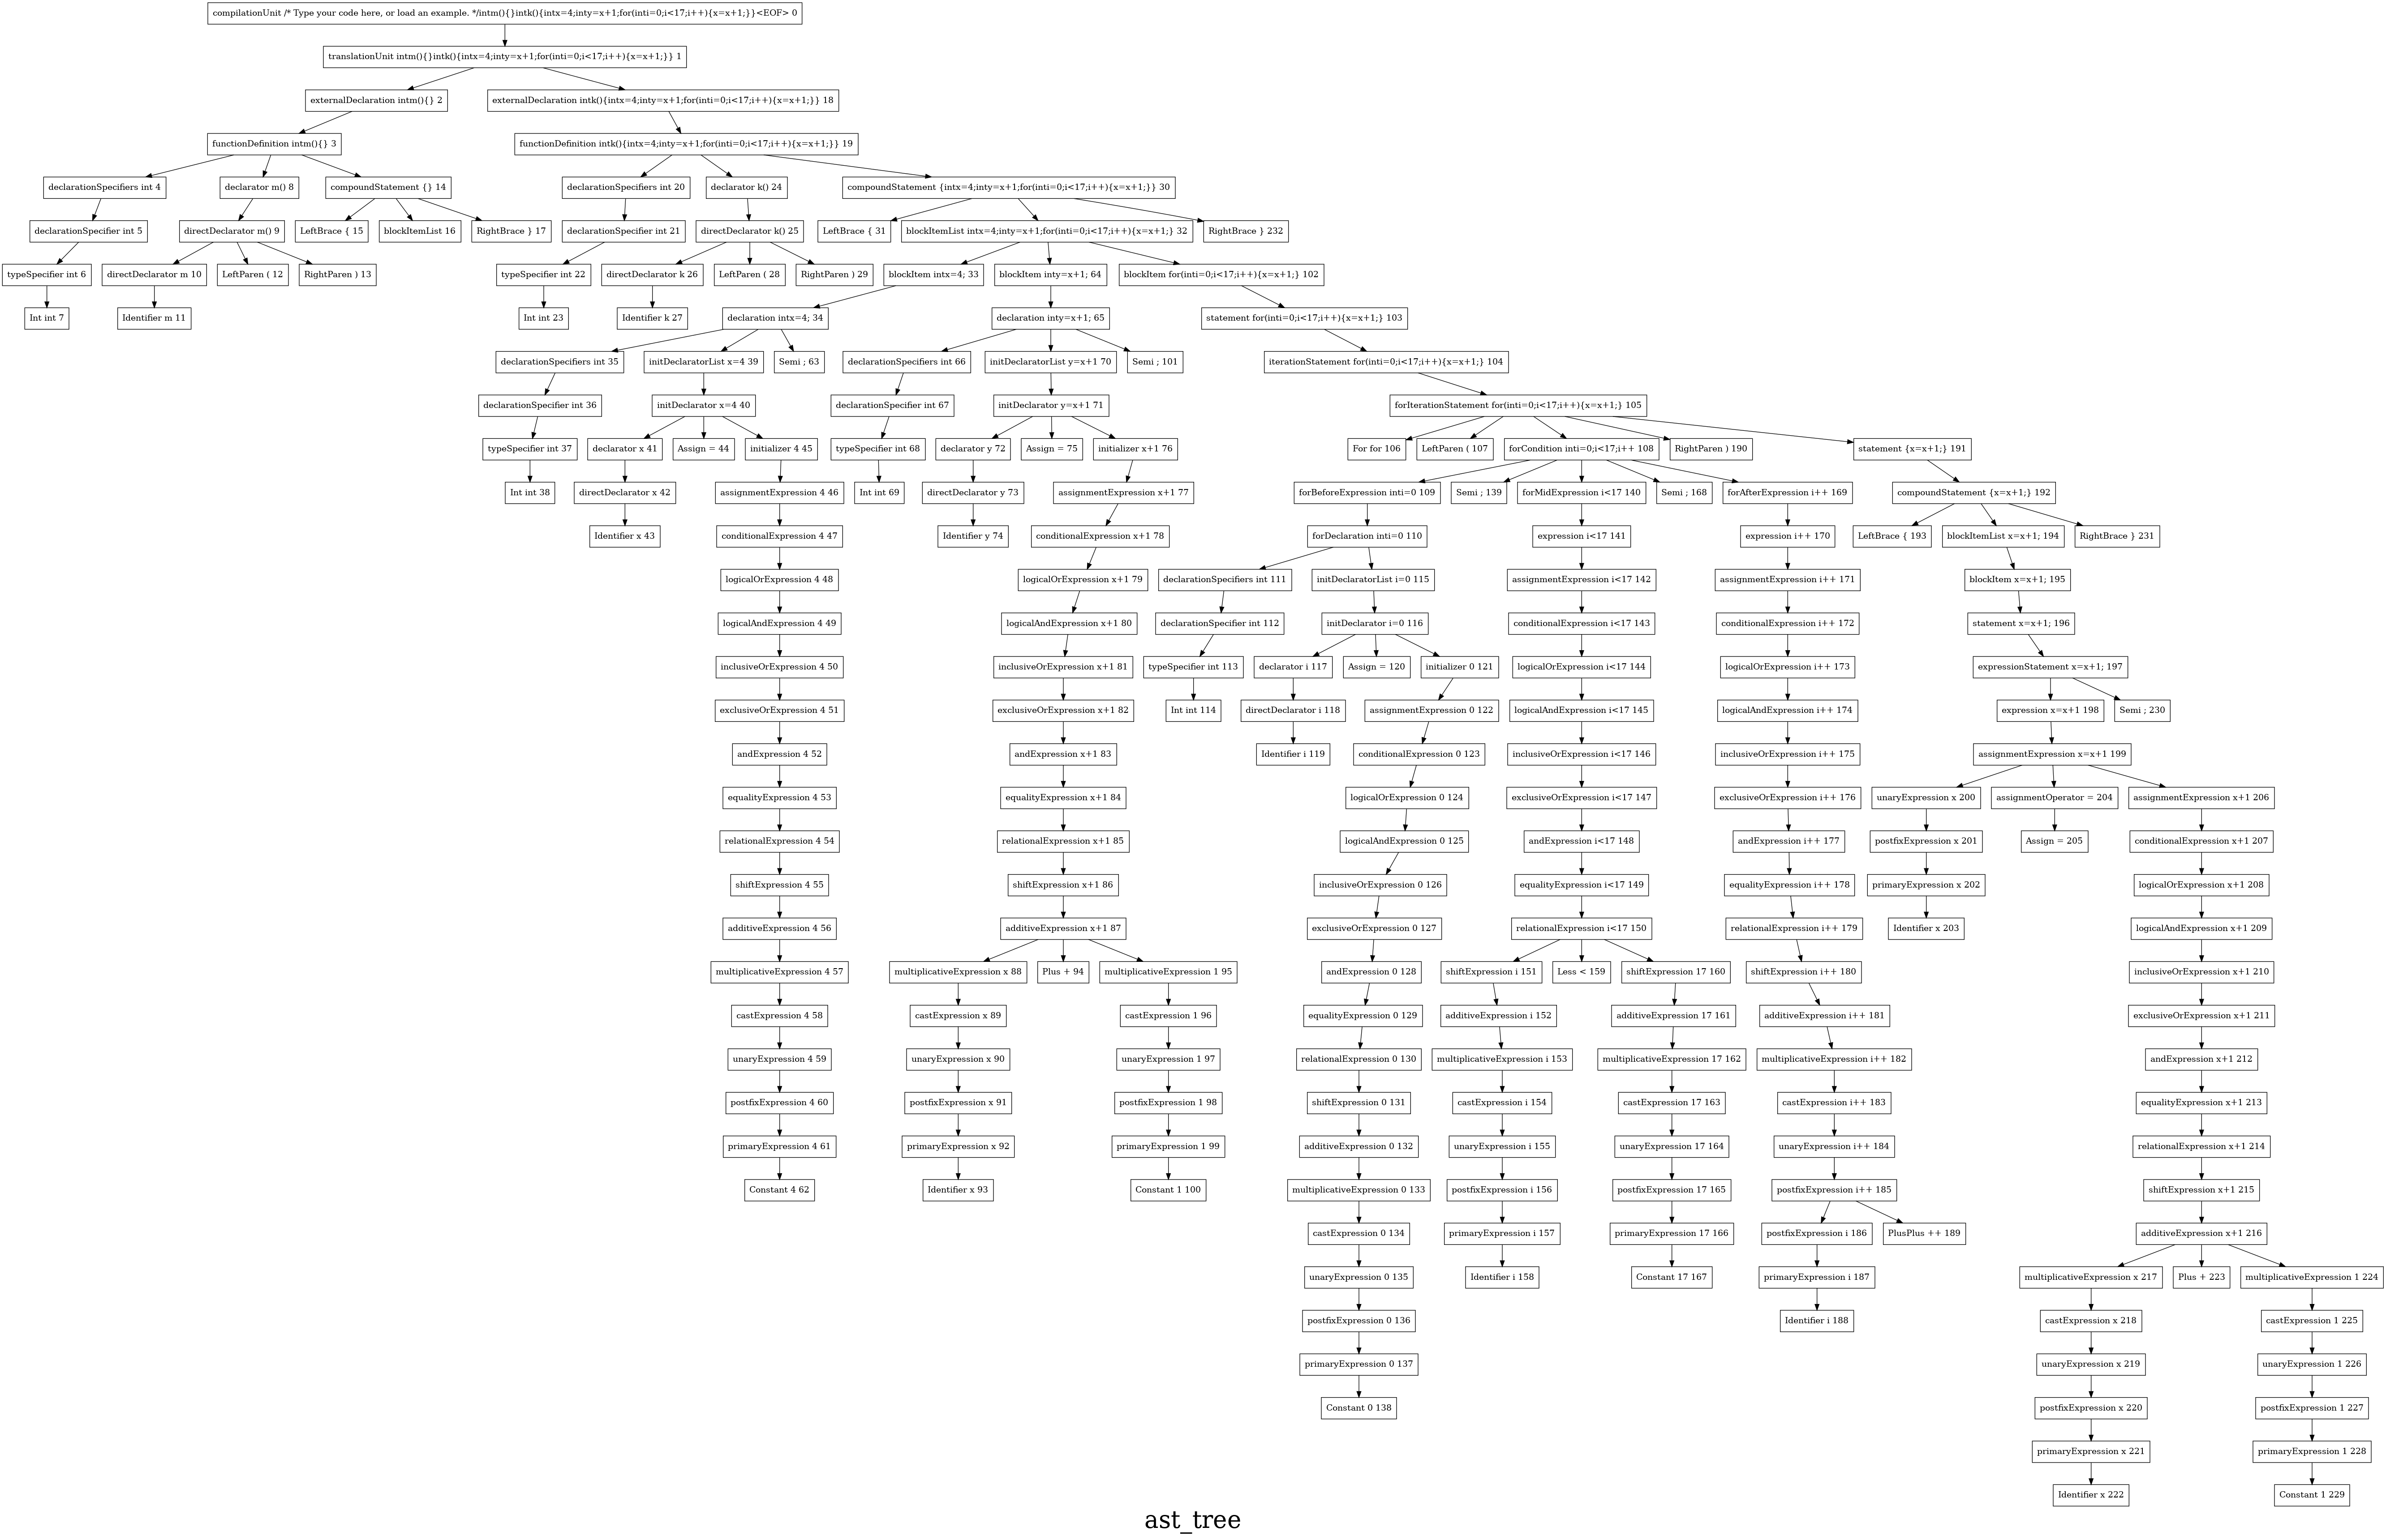 compilationUnit /* Type your code here, or load an example. */intm(){}intk(){intx=4;inty=x+1;for(inti=0;i<17;i++){x=x+1;}}<EOF> 0
translationUnit intm(){}intk(){intx=4;inty=x+1;for(inti=0;i<17;i++){x=x+1;}} 1
externalDeclaration intm(){} 2
externalDeclaration intk(){intx=4;inty=x+1;for(inti=0;i<17;i++){x=x+1;}} 18
functionDefinition intm(){} 3
functionDefinition intk(){intx=4;inty=x+1;for(inti=0;i<17;i++){x=x+1;}} 19
declarationSpecifiers int 4
declarator m() 8
compoundStatement {} 14
declarationSpecifiers int 20
declarator k() 24
compoundStatement {intx=4;inty=x+1;for(inti=0;i<17;i++){x=x+1;}} 30
declarationSpecifier int 5
directDeclarator m() 9
LeftBrace { 15
blockItemList 16
RightBrace } 17
declarationSpecifier int 21
directDeclarator k() 25
LeftBrace { 31
blockItemList intx=4;inty=x+1;for(inti=0;i<17;i++){x=x+1;} 32
RightBrace } 232
typeSpecifier int 6
directDeclarator m 10
LeftParen ( 12
RightParen ) 13
typeSpecifier int 22
directDeclarator k 26
LeftParen ( 28
RightParen ) 29
blockItem intx=4; 33
blockItem inty=x+1; 64
blockItem for(inti=0;i<17;i++){x=x+1;} 102
Int int 7
Identifier m 11
Int int 23
Identifier k 27
declaration intx=4; 34
declaration inty=x+1; 65
statement for(inti=0;i<17;i++){x=x+1;} 103
declarationSpecifiers int 35
initDeclaratorList x=4 39
Semi ; 63
declarationSpecifiers int 66
initDeclaratorList y=x+1 70
Semi ; 101
iterationStatement for(inti=0;i<17;i++){x=x+1;} 104
declarationSpecifier int 36
initDeclarator x=4 40
declarationSpecifier int 67
initDeclarator y=x+1 71
forIterationStatement for(inti=0;i<17;i++){x=x+1;} 105
typeSpecifier int 37
declarator x 41
Assign = 44
initializer 4 45
typeSpecifier int 68
declarator y 72
Assign = 75
initializer x+1 76
For for 106
LeftParen ( 107
forCondition inti=0;i<17;i++ 108
RightParen ) 190
statement {x=x+1;} 191
Int int 38
directDeclarator x 42
assignmentExpression 4 46
Int int 69
directDeclarator y 73
assignmentExpression x+1 77
forBeforeExpression inti=0 109
Semi ; 139
forMidExpression i<17 140
Semi ; 168
forAfterExpression i++ 169
compoundStatement {x=x+1;} 192
Identifier x 43
conditionalExpression 4 47
Identifier y 74
conditionalExpression x+1 78
forDeclaration inti=0 110
expression i<17 141
expression i++ 170
LeftBrace { 193
blockItemList x=x+1; 194
RightBrace } 231
logicalOrExpression 4 48
logicalOrExpression x+1 79
declarationSpecifiers int 111
initDeclaratorList i=0 115
assignmentExpression i<17 142
assignmentExpression i++ 171
blockItem x=x+1; 195
logicalAndExpression 4 49
logicalAndExpression x+1 80
declarationSpecifier int 112
initDeclarator i=0 116
conditionalExpression i<17 143
conditionalExpression i++ 172
statement x=x+1; 196
inclusiveOrExpression 4 50
inclusiveOrExpression x+1 81
typeSpecifier int 113
declarator i 117
Assign = 120
initializer 0 121
logicalOrExpression i<17 144
logicalOrExpression i++ 173
expressionStatement x=x+1; 197
exclusiveOrExpression 4 51
exclusiveOrExpression x+1 82
Int int 114
directDeclarator i 118
assignmentExpression 0 122
logicalAndExpression i<17 145
logicalAndExpression i++ 174
expression x=x+1 198
Semi ; 230
andExpression 4 52
andExpression x+1 83
Identifier i 119
conditionalExpression 0 123
inclusiveOrExpression i<17 146
inclusiveOrExpression i++ 175
assignmentExpression x=x+1 199
equalityExpression 4 53
equalityExpression x+1 84
logicalOrExpression 0 124
exclusiveOrExpression i<17 147
exclusiveOrExpression i++ 176
unaryExpression x 200
assignmentOperator = 204
assignmentExpression x+1 206
relationalExpression 4 54
relationalExpression x+1 85
logicalAndExpression 0 125
andExpression i<17 148
andExpression i++ 177
postfixExpression x 201
Assign = 205
conditionalExpression x+1 207
shiftExpression 4 55
shiftExpression x+1 86
inclusiveOrExpression 0 126
equalityExpression i<17 149
equalityExpression i++ 178
primaryExpression x 202
logicalOrExpression x+1 208
additiveExpression 4 56
additiveExpression x+1 87
exclusiveOrExpression 0 127
relationalExpression i<17 150
relationalExpression i++ 179
Identifier x 203
logicalAndExpression x+1 209
multiplicativeExpression 4 57
multiplicativeExpression x 88
Plus + 94
multiplicativeExpression 1 95
andExpression 0 128
shiftExpression i 151
Less < 159
shiftExpression 17 160
shiftExpression i++ 180
inclusiveOrExpression x+1 210
castExpression 4 58
castExpression x 89
castExpression 1 96
equalityExpression 0 129
additiveExpression i 152
additiveExpression 17 161
additiveExpression i++ 181
exclusiveOrExpression x+1 211
unaryExpression 4 59
unaryExpression x 90
unaryExpression 1 97
relationalExpression 0 130
multiplicativeExpression i 153
multiplicativeExpression 17 162
multiplicativeExpression i++ 182
andExpression x+1 212
postfixExpression 4 60
postfixExpression x 91
postfixExpression 1 98
shiftExpression 0 131
castExpression i 154
castExpression 17 163
castExpression i++ 183
equalityExpression x+1 213
primaryExpression 4 61
primaryExpression x 92
primaryExpression 1 99
additiveExpression 0 132
unaryExpression i 155
unaryExpression 17 164
unaryExpression i++ 184
relationalExpression x+1 214
Constant 4 62
Identifier x 93
Constant 1 100
multiplicativeExpression 0 133
postfixExpression i 156
postfixExpression 17 165
postfixExpression i++ 185
shiftExpression x+1 215
castExpression 0 134
primaryExpression i 157
primaryExpression 17 166
postfixExpression i 186
PlusPlus ++ 189
additiveExpression x+1 216
unaryExpression 0 135
Identifier i 158
Constant 17 167
primaryExpression i 187
multiplicativeExpression x 217
Plus + 223
multiplicativeExpression 1 224
postfixExpression 0 136
Identifier i 188
castExpression x 218
castExpression 1 225
primaryExpression 0 137
unaryExpression x 219
unaryExpression 1 226
Constant 0 138
postfixExpression x 220
postfixExpression 1 227
primaryExpression x 221
primaryExpression 1 228
Identifier x 222
Constant 1 229
ast_tree